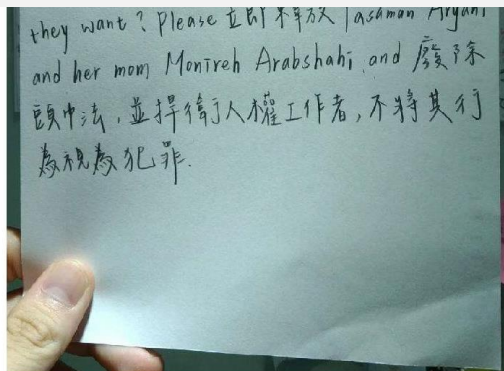 they want? Please 立即釋放 Yasaman Aryani
and her mom Monireh Arabshahi, and 廢除
頭巾法, 並捍衛人權工作者, 不將其行
為視為犯罪.